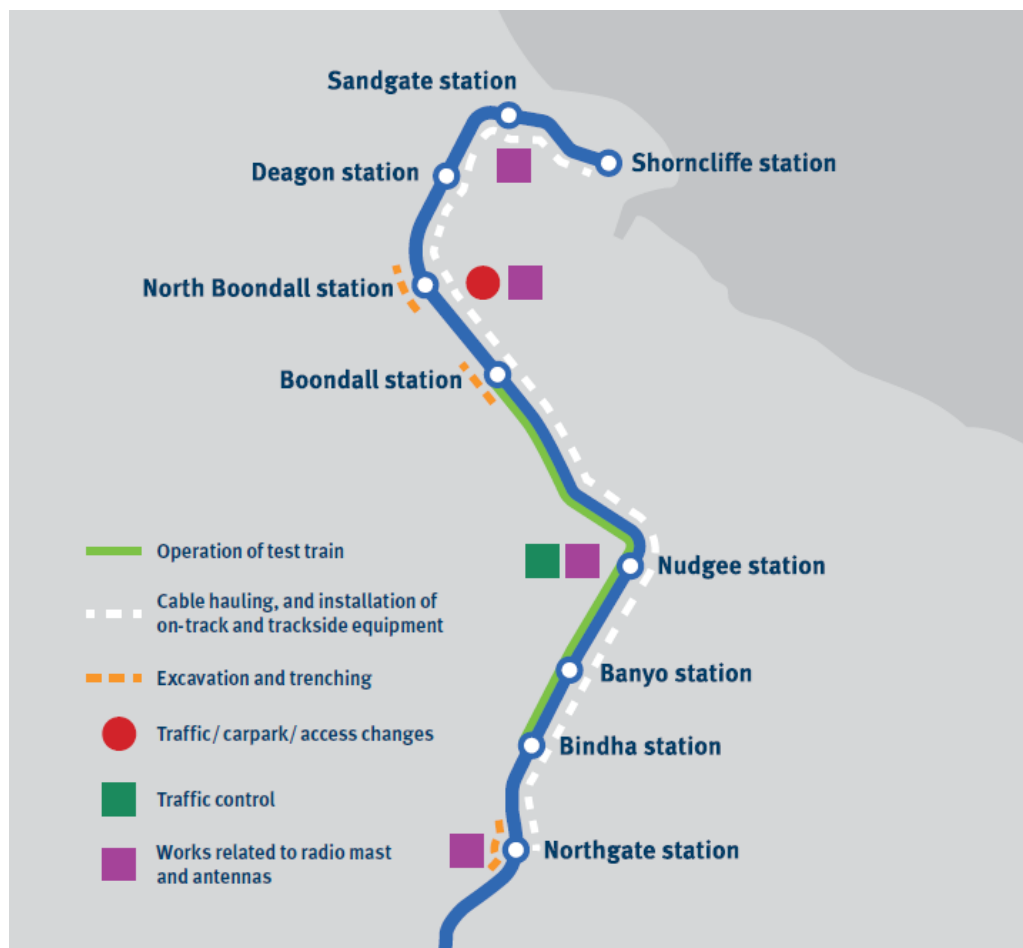 Sandgate station
Deagon station
Shorncliffe station
North Boondall station
Boondall station
Operation of test train
Nudgee station
Cable hauling, and installation of
on-track and trackside equipment
Excavation and trenching
Banyo station
Traffic/ carpark/ access changes
Bindha station
Traffic control
Works related to radio mast
and antennas
Northgate station